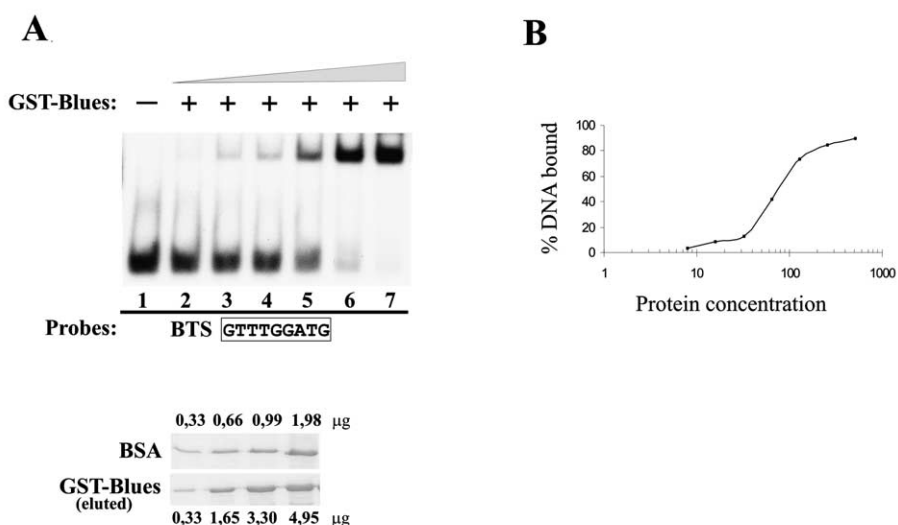 A
GST-Blues: — + + + + + +
1 2 3 4 5 6 7
Probes: BTS GTTTGGATG
0,33 0,66 0,99 1,98 μg
BSA
GST-Blues
(eluted)
0,33 1,65 3,30 4,95 μg
B
% DNA bound
100
80
60
40
20
0
1 10 100 1000
Protein concentration